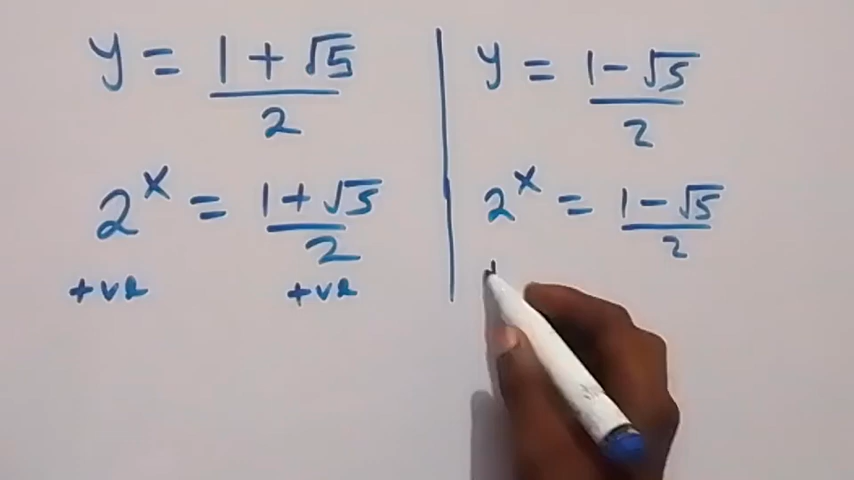 y = (1 + √5)/2
2^x = (1 + √5)/2
+ve +ve
y = (1 - √5)/2
2^x = (1 - √5)/2